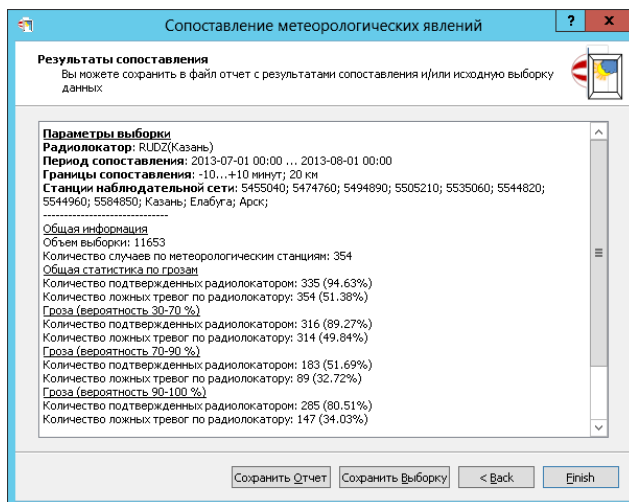 Сопоставление метеорологических явлений
?
x
Результаты сопоставления
Вы можете сохранить в файл отчет с результатами сопоставления и/или исходную выборку
данных
Параметры выборки
Радиолокатор: RUDZ(Казань)
Период сопоставления: 2013-07-01 00:00 ... 2013-08-01 00:00
Границы сопоставления: -10...+10 минут; 20 км
Станции наблюдательной сети: 5455040; 5474760; 5494890; 5505210; 5535060; 5544820;
5544960; 5584850; Казань; Елабуга; Арск;
------------------------------
Общая информация
Объем выборки: 11653
Количество случаев по метеорологическим станциям: 354
Общая статистика по грозам
Количество подтвержденных радиолокатором: 335 (94.63%)
Количество ложных тревог по радиолокатору: 354 (51.38%)
Гроза (вероятность 30-70 %)
Количество подтвержденных радиолокатором: 316 (89.27%)
Количество ложных тревог по радиолокатору: 314 (49.84%)
Гроза (вероятность 70-90 %)
Количество подтвержденных радиолокатором: 183 (51.69%)
Количество ложных тревог по радиолокатору: 89 (32.72%)
Гроза (вероятность 90-100 %)
Количество подтвержденных радиолокатором: 285 (80.51%)
Количество ложных тревог по радиолокатору: 147 (34.03%)
Сохранить Отчет
Сохранить Выборку
< Back
Finish